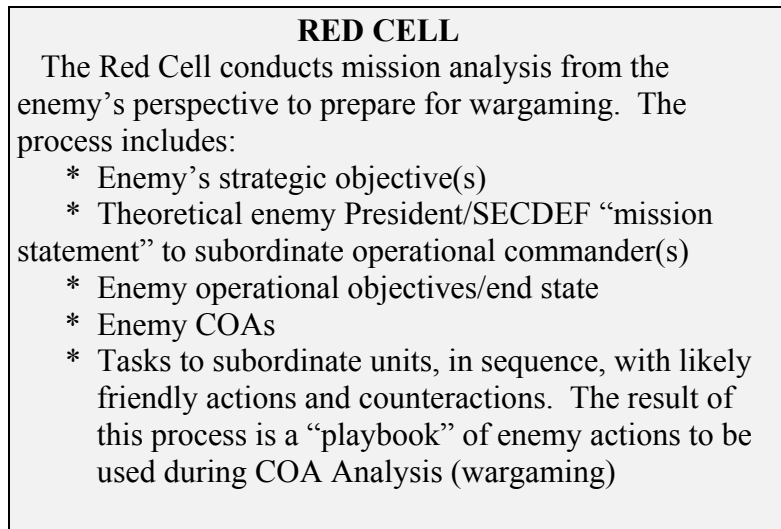 RED CELL
The Red Cell conducts mission analysis from the
enemy’s perspective to prepare for wargaming.  The
process includes:
*  Enemy’s strategic objective(s)
*  Theoretical enemy President/SECDEF “mission
statement” to subordinate operational commander(s)
*  Enemy operational objectives/end state
*  Enemy COAs
*  Tasks to subordinate units, in sequence, with likely
friendly actions and counteractions.  The result of
this process is a “playbook” of enemy actions to be
used during COA Analysis (wargaming)